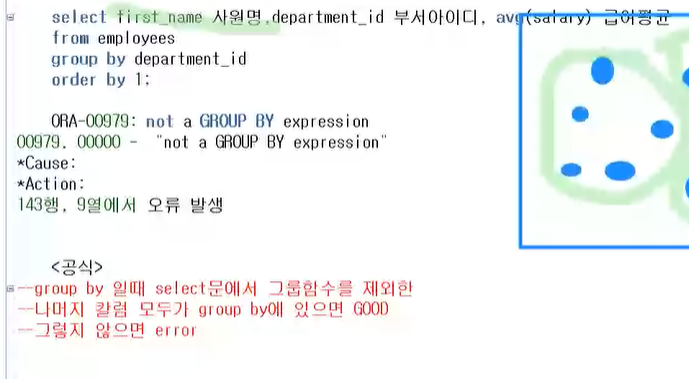 select first_name 사원명,department_id 부서아이디, avg(salary) 급여평균
from employees
group by department_id
order by 1;
ORA-00979: not a GROUP BY expression
00979. 00000 -  "not a GROUP BY expression"
*Cause:
*Action:
143행, 9열에서 오류 발생
<공식>
--group by 일때 select문에서 그룹함수를 제외한
--나머지 칼럼 모두가 group by에 있으면 GOOD
--그렇지 않으면 error